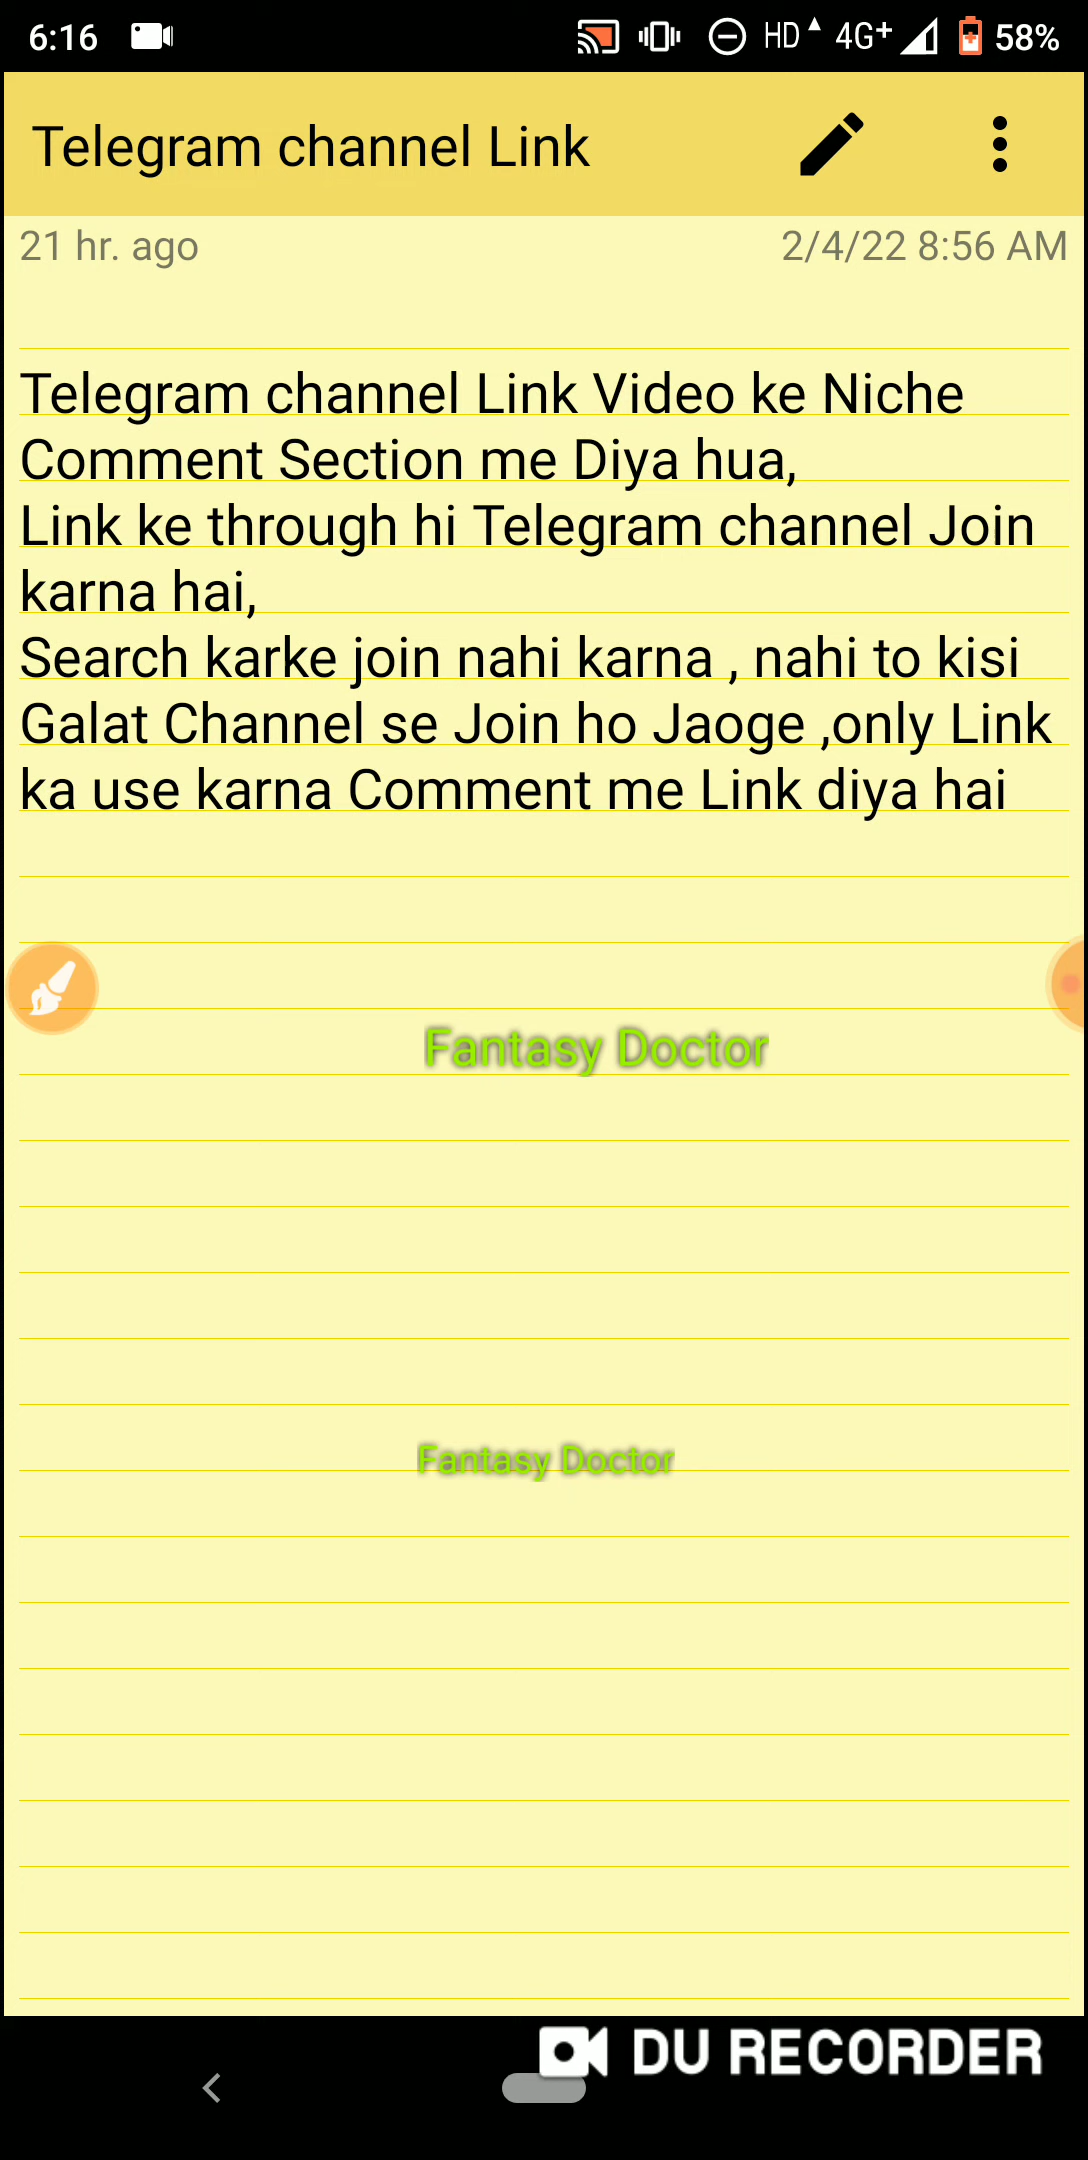 6:16 HD 4G+ 58%
Telegram channel Link
21 hr. ago 2/4/22 8:56 AM
Telegram channel Link Video ke Niche
Comment Section me Diya hua,
Link ke through hi Telegram channel Join
karna hai,
Search karke join nahi karna , nahi to kisi
Galat Channel se Join ho Jaoge ,only Link
ka use karna Comment me Link diya hai
Fantasy Doctor
Fantasy Doctor
DU RECORDER